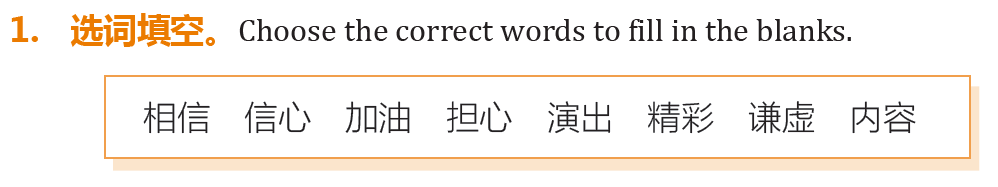 1. 选词填空。Choose the correct words to fill in the blanks.
相信 信心 加油 担心 演出 精彩 谦虚 内容